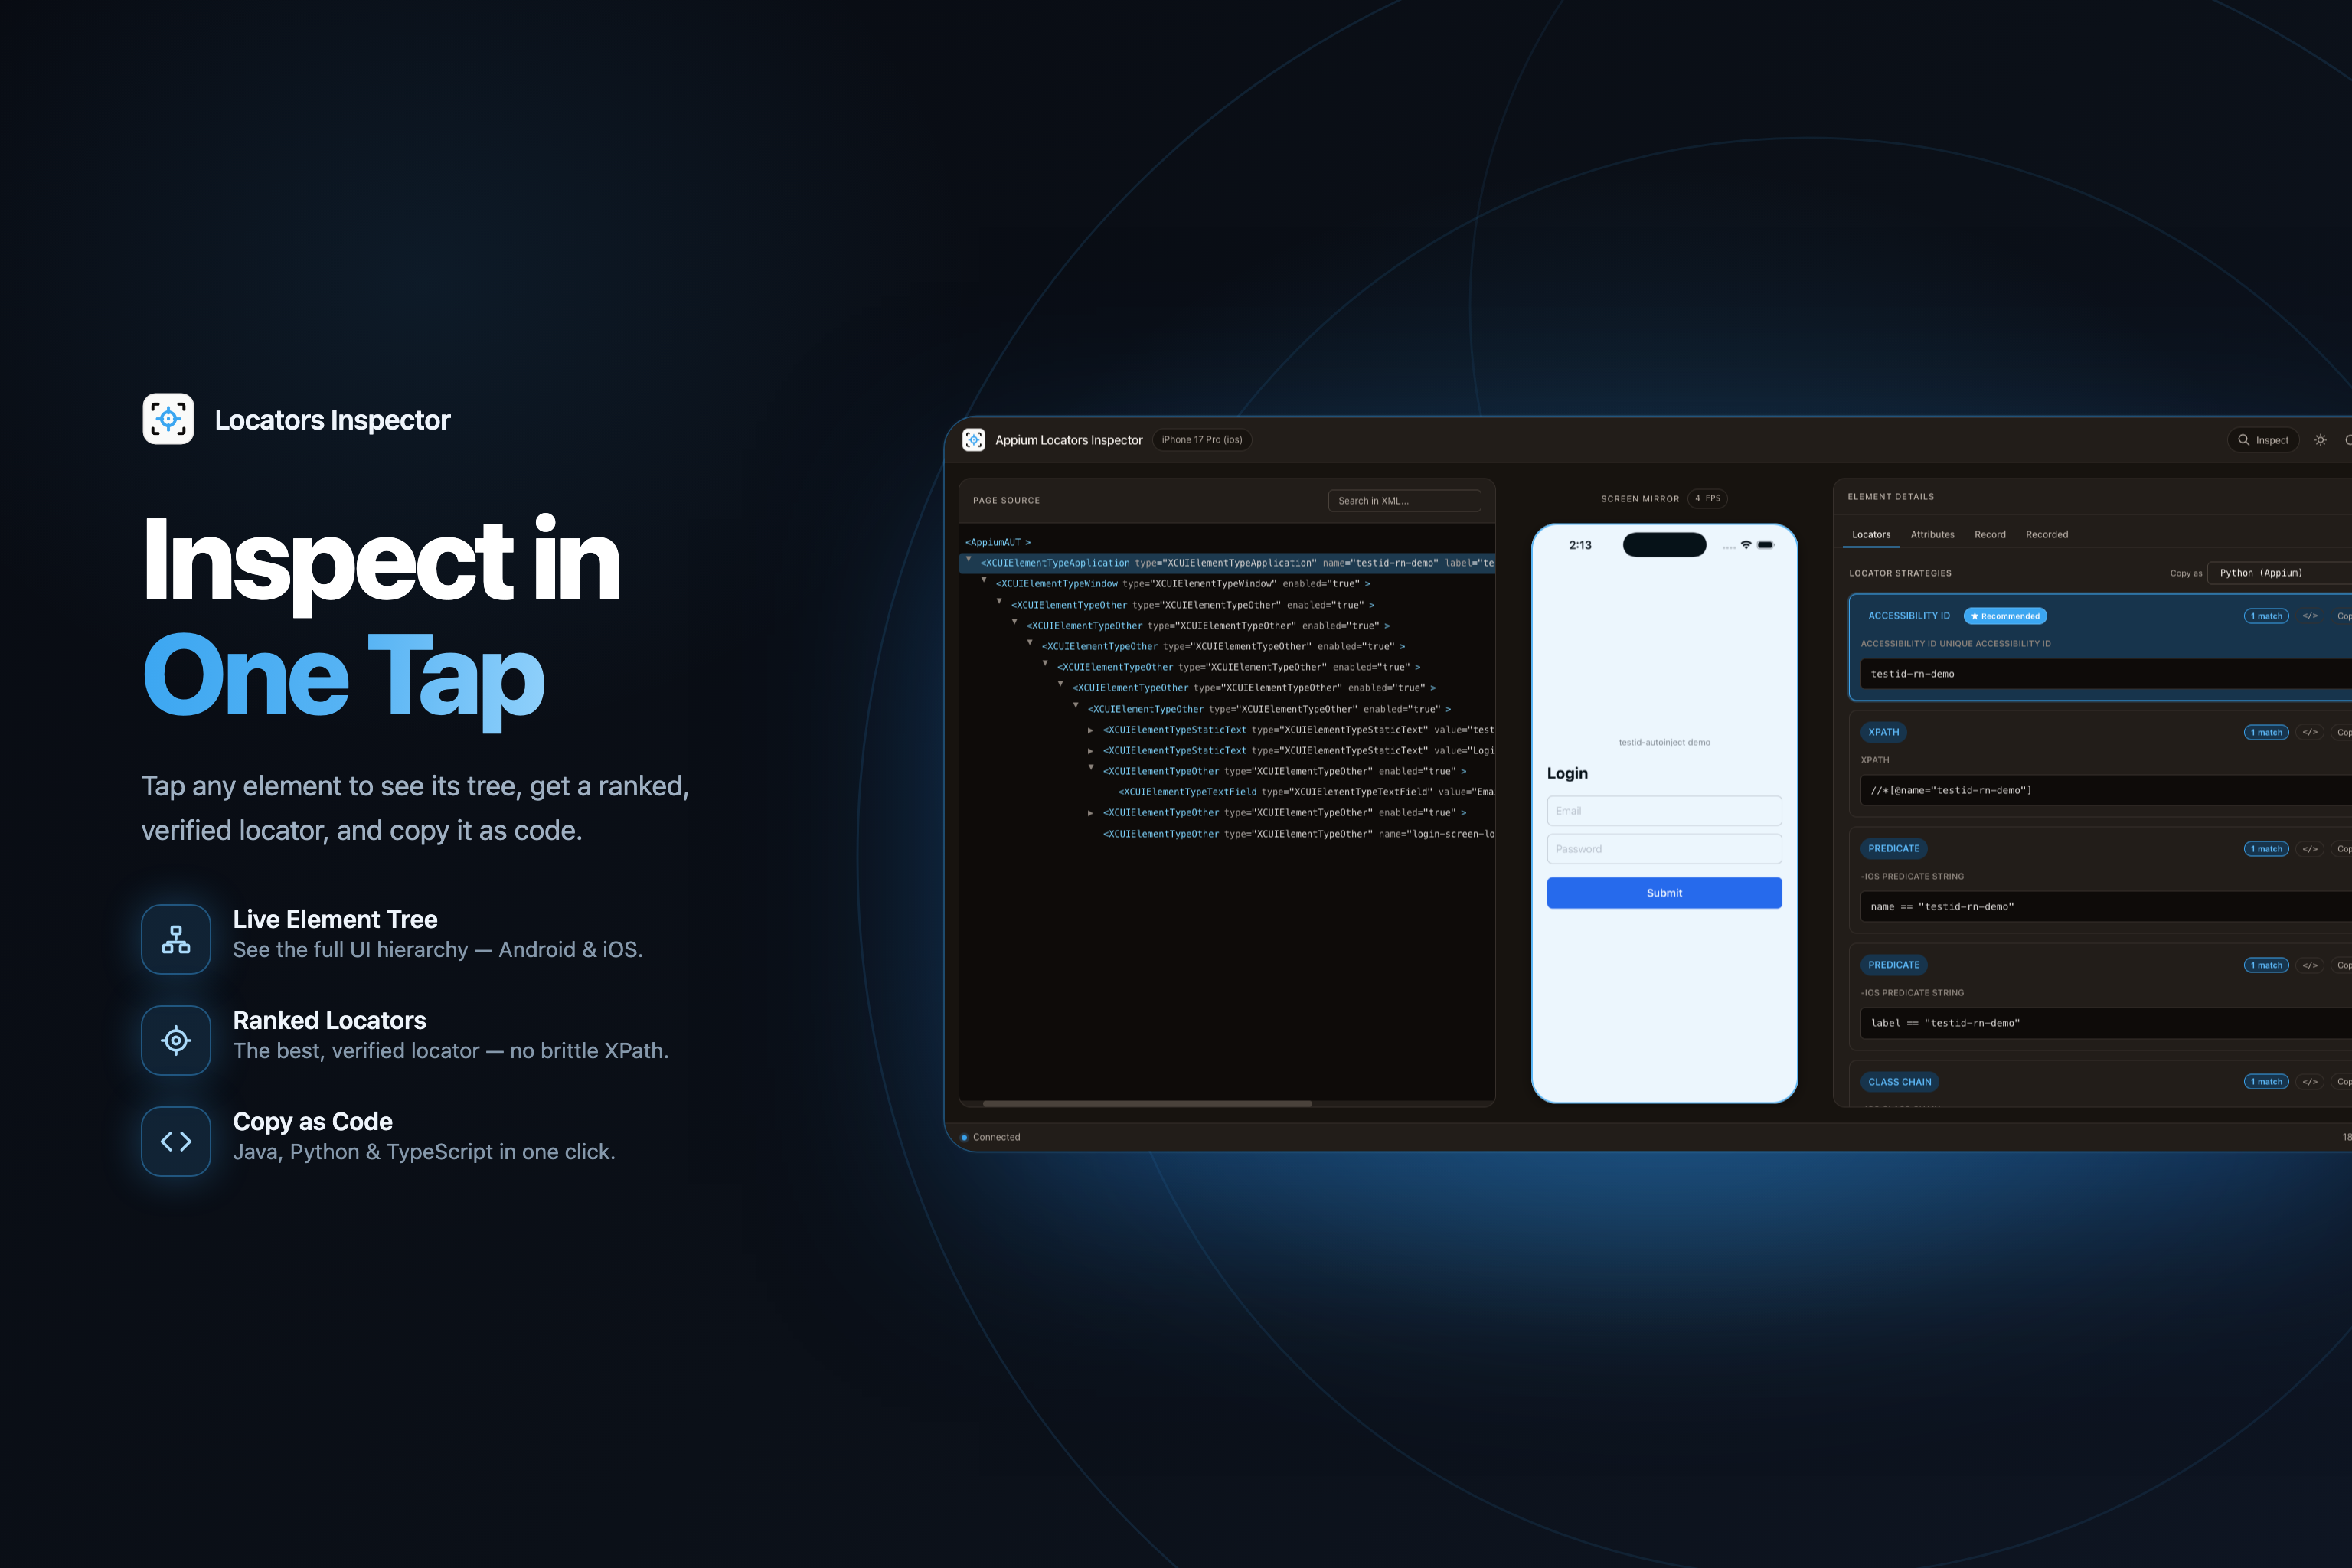 Locators Inspector
Inspect in
One Tap
Tap any element to see its tree, get a ranked,
verified locator, and copy it as code.
Live Element Tree
See the full UI hierarchy — Android & iOS.
Ranked Locators
The best, verified locator — no brittle XPath.
Copy as Code
Java, Python & TypeScript in one click.
Appium Locators Inspector
iPhone 17 Pro (ios)
Inspect
PAGE SOURCE
Search in XML...
<AppiumAUT >
<XCUIElementTypeApplication type="XCUIElementTypeApplication" name="testid-rn-demo" label="te
<XCUIElementTypeWindow type="XCUIElementTypeWindow" enabled="true" >
<XCUIElementTypeOther type="XCUIElementTypeOther" enabled="true" >
<XCUIElementTypeOther type="XCUIElementTypeOther" enabled="true" >
<XCUIElementTypeOther type="XCUIElementTypeOther" enabled="true" >
<XCUIElementTypeOther type="XCUIElementTypeOther" enabled="true" >
<XCUIElementTypeOther type="XCUIElementTypeOther" enabled="true" >
<XCUIElementTypeOther type="XCUIElementTypeOther" enabled="true" >
<XCUIElementTypeStaticText type="XCUIElementTypeStaticText" value="test
<XCUIElementTypeStaticText type="XCUIElementTypeStaticText" value="Logi
<XCUIElementTypeOther type="XCUIElementTypeOther" enabled="true" >
<XCUIElementTypeTextField type="XCUIElementTypeTextField" value="Ema
<XCUIElementTypeOther type="XCUIElementTypeOther" enabled="true" >
<XCUIElementTypeOther type="XCUIElementTypeOther" name="login-screen-lo
Connected
SCREEN MIRROR
4 FPS
2:13
testid-autoinject demo
Login
Email
Password
Submit
ELEMENT DETAILS
Locators Attributes Record Recorded
LOCATOR STRATEGIES Copy as Python (Appium)
ACCESSIBILITY ID ★ Recommended 1 match </> Cop
ACCESSIBILITY ID UNIQUE ACCESSIBILITY ID
testid-rn-demo
XPATH 1 match </> Cop
XPATH
//*[@name="testid-rn-demo"]
PREDICATE 1 match </> Cop
-IOS PREDICATE STRING
name == "testid-rn-demo"
PREDICATE 1 match </> Cop
-IOS PREDICATE STRING
label == "testid-rn-demo"
CLASS CHAIN 1 match </> Cop
18